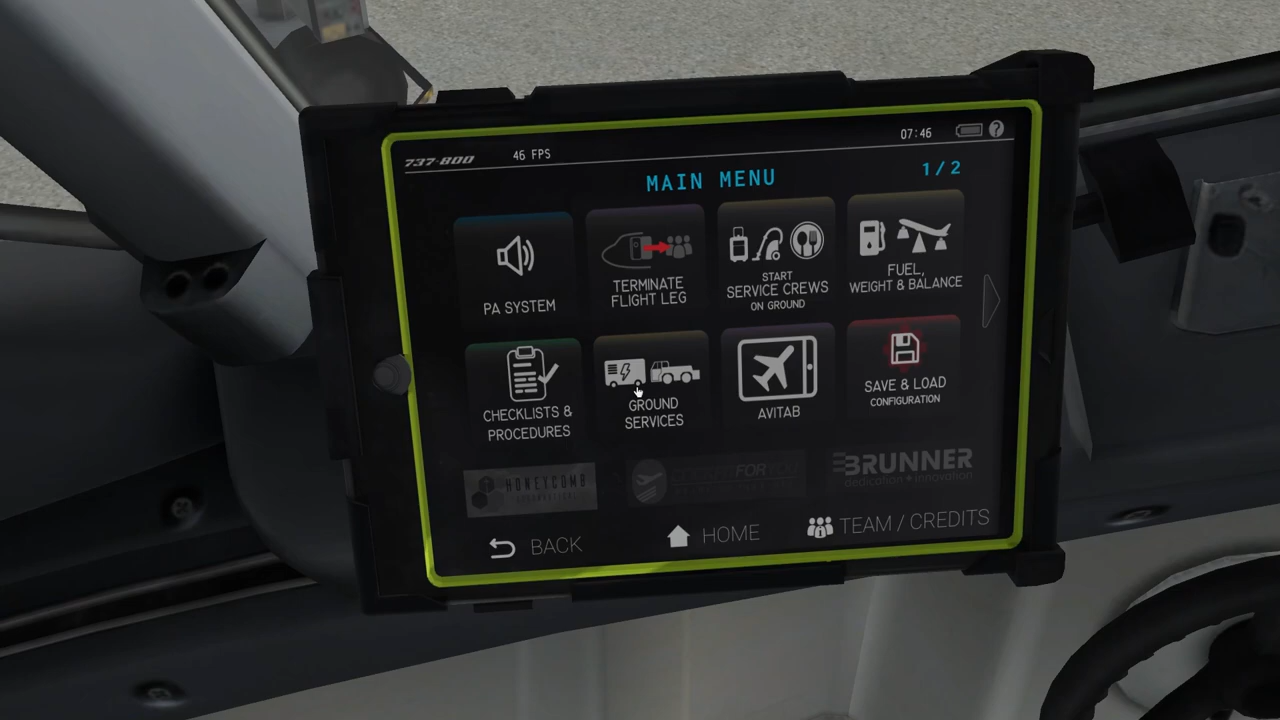 737-800 46 FPS 07:46 ?
MAIN MENU 1/2
PA SYSTEM
TERMINATE
FLIGHT LEG
START
SERVICE CREWS
ON GROUND
FUEL,
WEIGHT & BALANCE
CHECKLISTS &
PROCEDURES
GROUND
SERVICES
AVITAB
SAVE & LOAD
CONFIGURATION
HONEYCOMB
COCKPITFORYOU
BRUNNER
dedication • innovation
BACK HOME TEAM / CREDITS